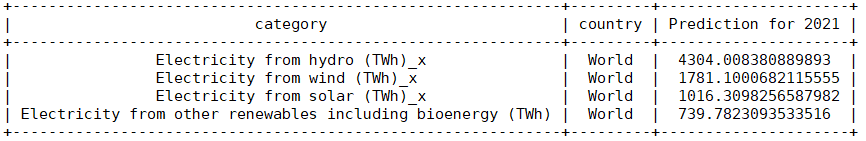 +------------------------------------------------------------+---------+---------------------+
| category | country | Prediction for 2021 |
+------------------------------------------------------------+---------+---------------------+
| Electricity from hydro (TWh)_x | World | 4304.008380889893 |
| Electricity from wind (TWh)_x | World | 1781.1000682115555 |
| Electricity from solar (TWh)_x | World | 1016.3098256587982 |
| Electricity from other renewables including bioenergy (TWh) | World | 739.7823093533516 |
+------------------------------------------------------------+---------+---------------------+